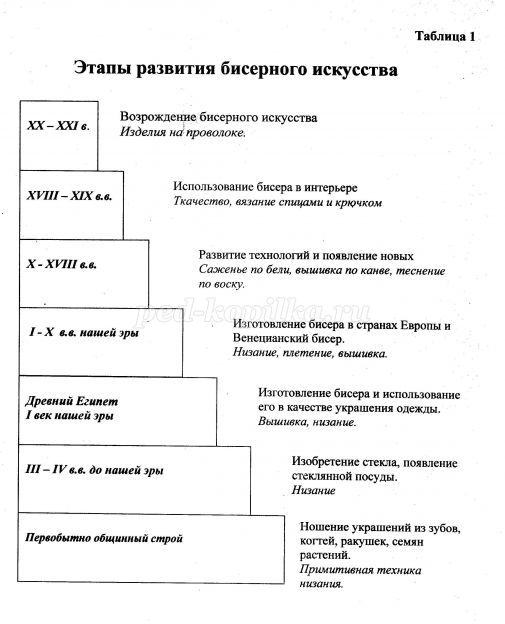 Таблица 1
Этапы развития бисерного искусства
XX – XXI в.
Возрождение бисерного искусства
Изделия на проволоке.
XVIII – XIX в.в.
Использование бисера в интерьере
Ткачество, вязание спицами и крючком
X - XVIII в.в.
Развитие технологий и появление новых
Саженье по бели, вышивка по канве, теснение
по воску.
ped-kopilka.ru
I - X в.в. нашей эры
Изготовление бисера в странах Европы и
Венецианский бисер.
Низание, плетение, вышивка.
Древний Египет
I век нашей эры
Изготовление бисера и использование
его в качестве украшения одежды.
Вышивка, низание.
III – IV в.в. до нашей эры
Изобретение стекла, появление
стеклянной посуды.
Низание
Первобытно общинный строй
Ношение украшений из зубов,
когтей, ракушек, семян
растений.
Примитивная техника
низания.